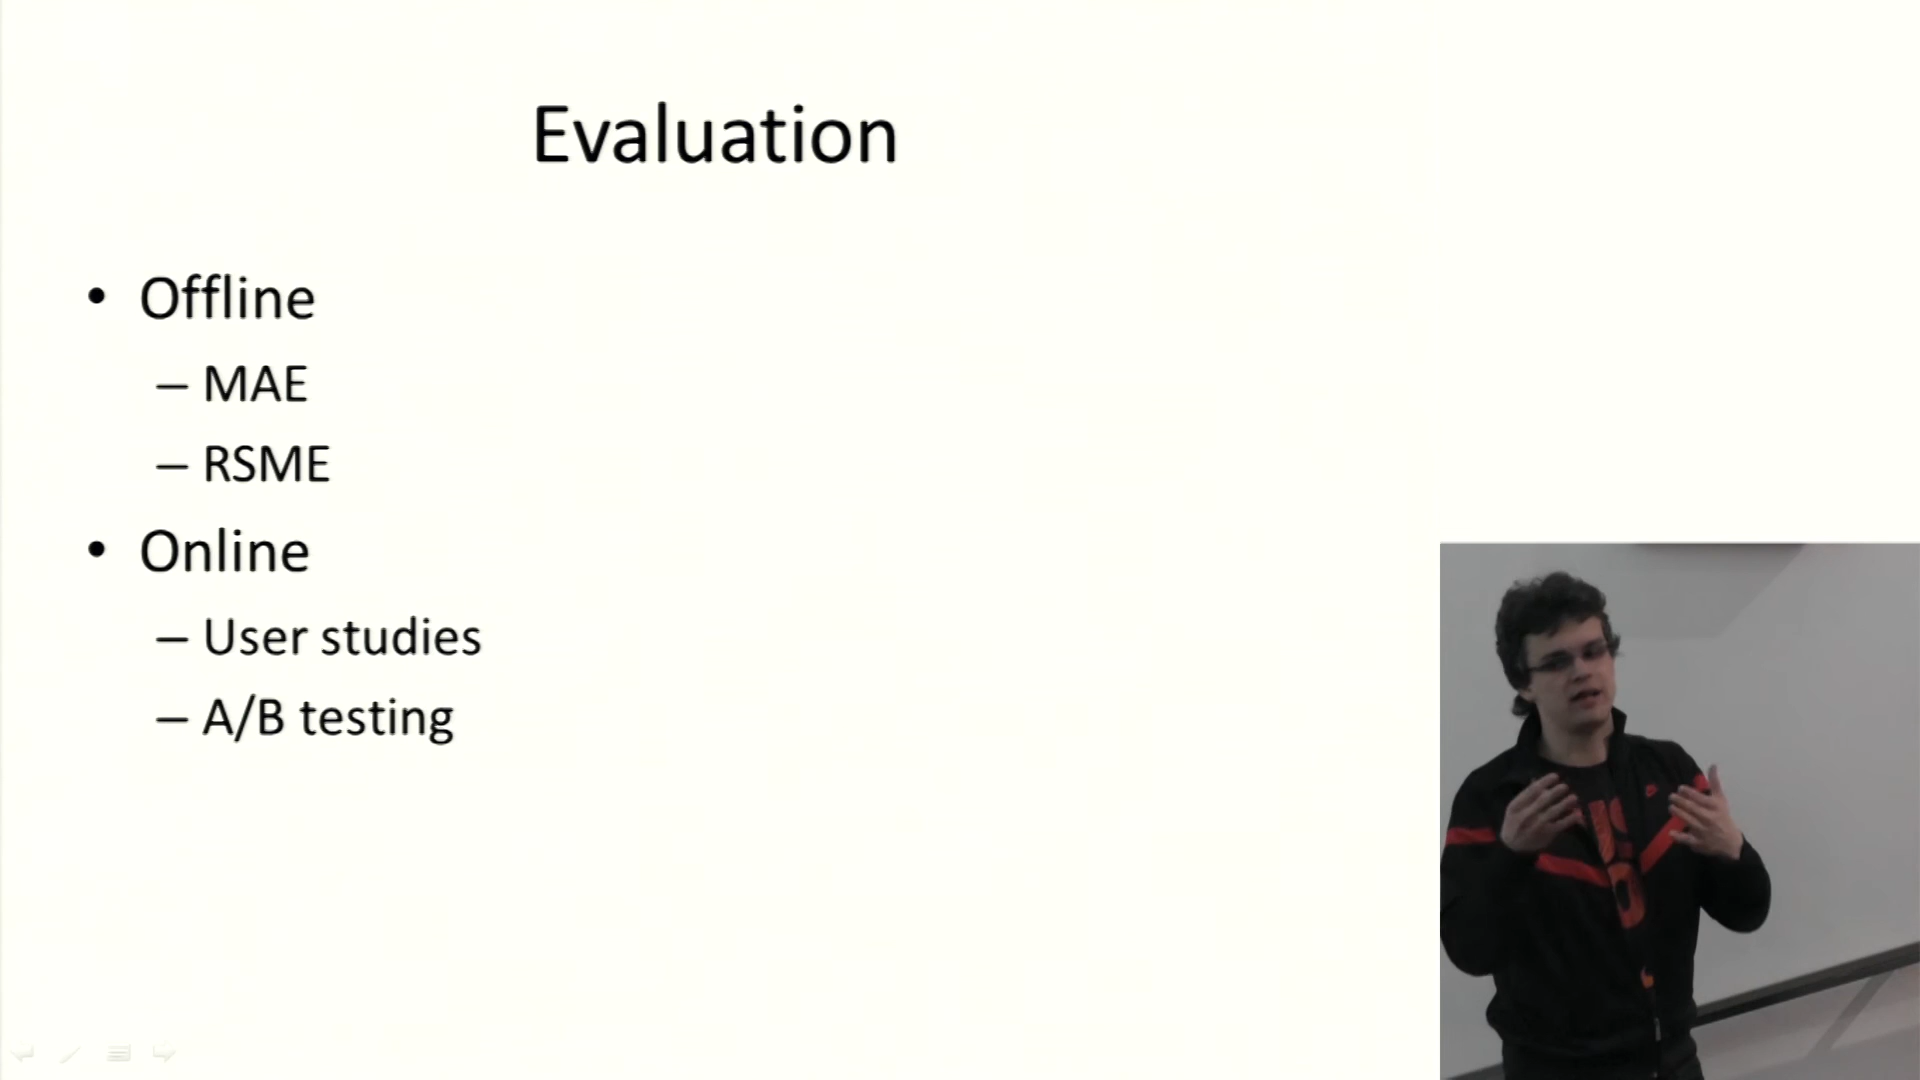 Evaluation
• Offline
– MAE
– RSME
• Online
– User studies
– A/B testing